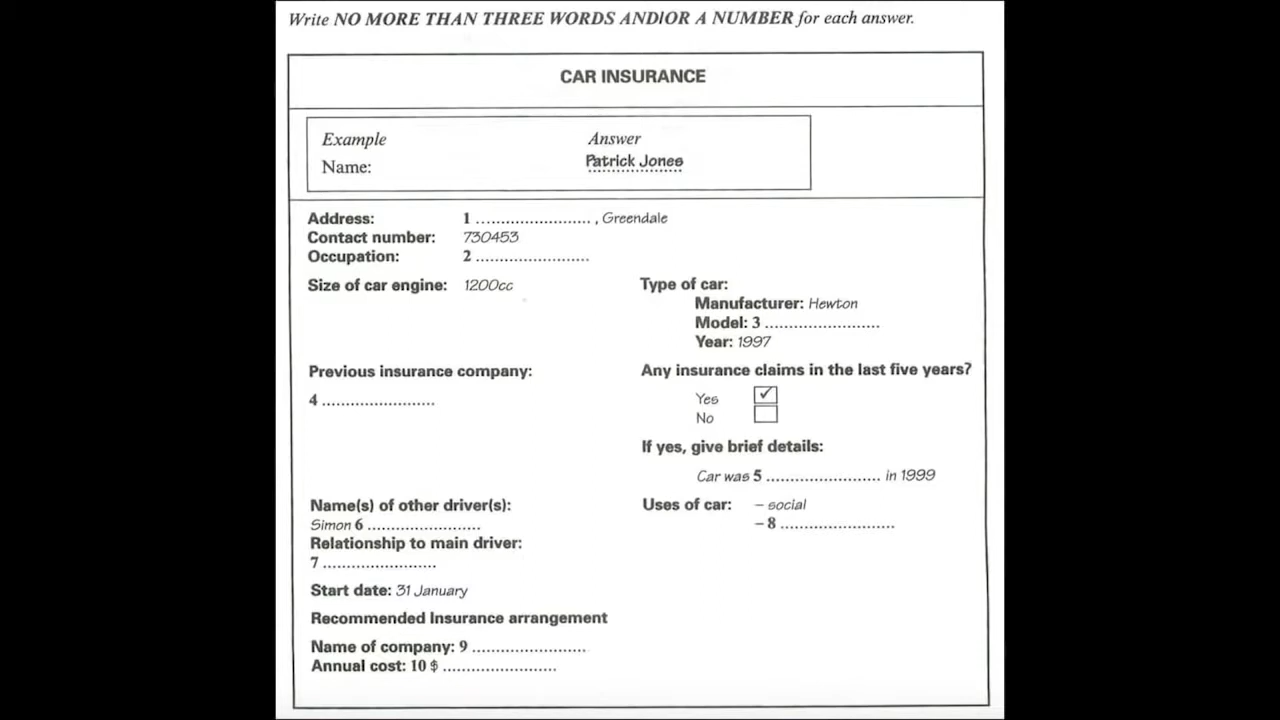 Write NO MORE THAN THREE WORDS AND/OR A NUMBER for each answer.
CAR INSURANCE
Example Answer
Name: Patrick Jones
Address: 1 ........................ , Greendale
Contact number: 730453
Occupation: 2 ........................
Size of car engine: 1200cc
Type of car:
Manufacturer: Hewton
Model: 3 ........................
Year: 1997
Previous insurance company:
4 ........................
Any insurance claims in the last five years?
Yes ✓
No
If yes, give brief details:
Car was 5 ........................ in 1999
Name(s) of other driver(s):
Simon 6 ........................
Relationship to main driver:
7 ........................
Uses of car: – social
– 8 ........................
Start date: 31 January
Recommended Insurance arrangement
Name of company: 9 ........................
Annual cost: 10 $ ........................